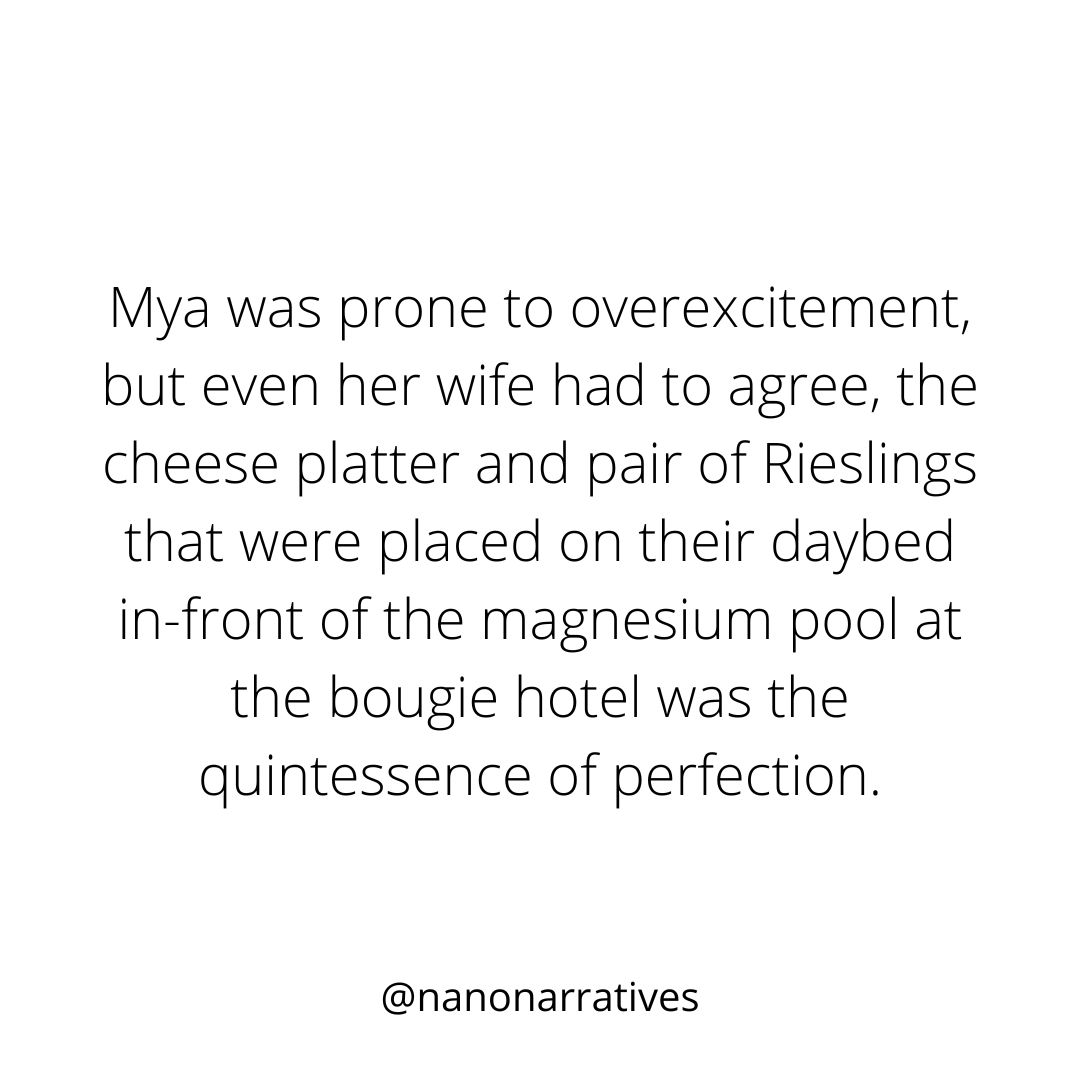 Mya was prone to overexcitement,
but even her wife had to agree, the
cheese platter and pair of Rieslings
that were placed on their daybed
in-front of the magnesium pool at
the bougie hotel was the
quintessence of perfection.
@nanonarratives